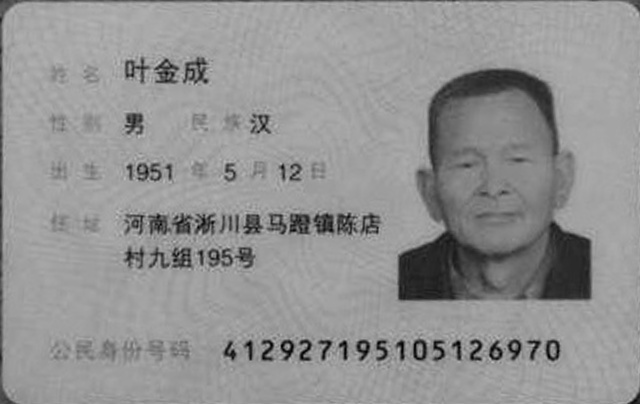 姓名 叶金成
性别 男 民族 汉
出生 1951 年 5 月 12 日
住址 河南省淅川县马蹬镇陈店
村九组195号
公民身份号码 412927195105126970